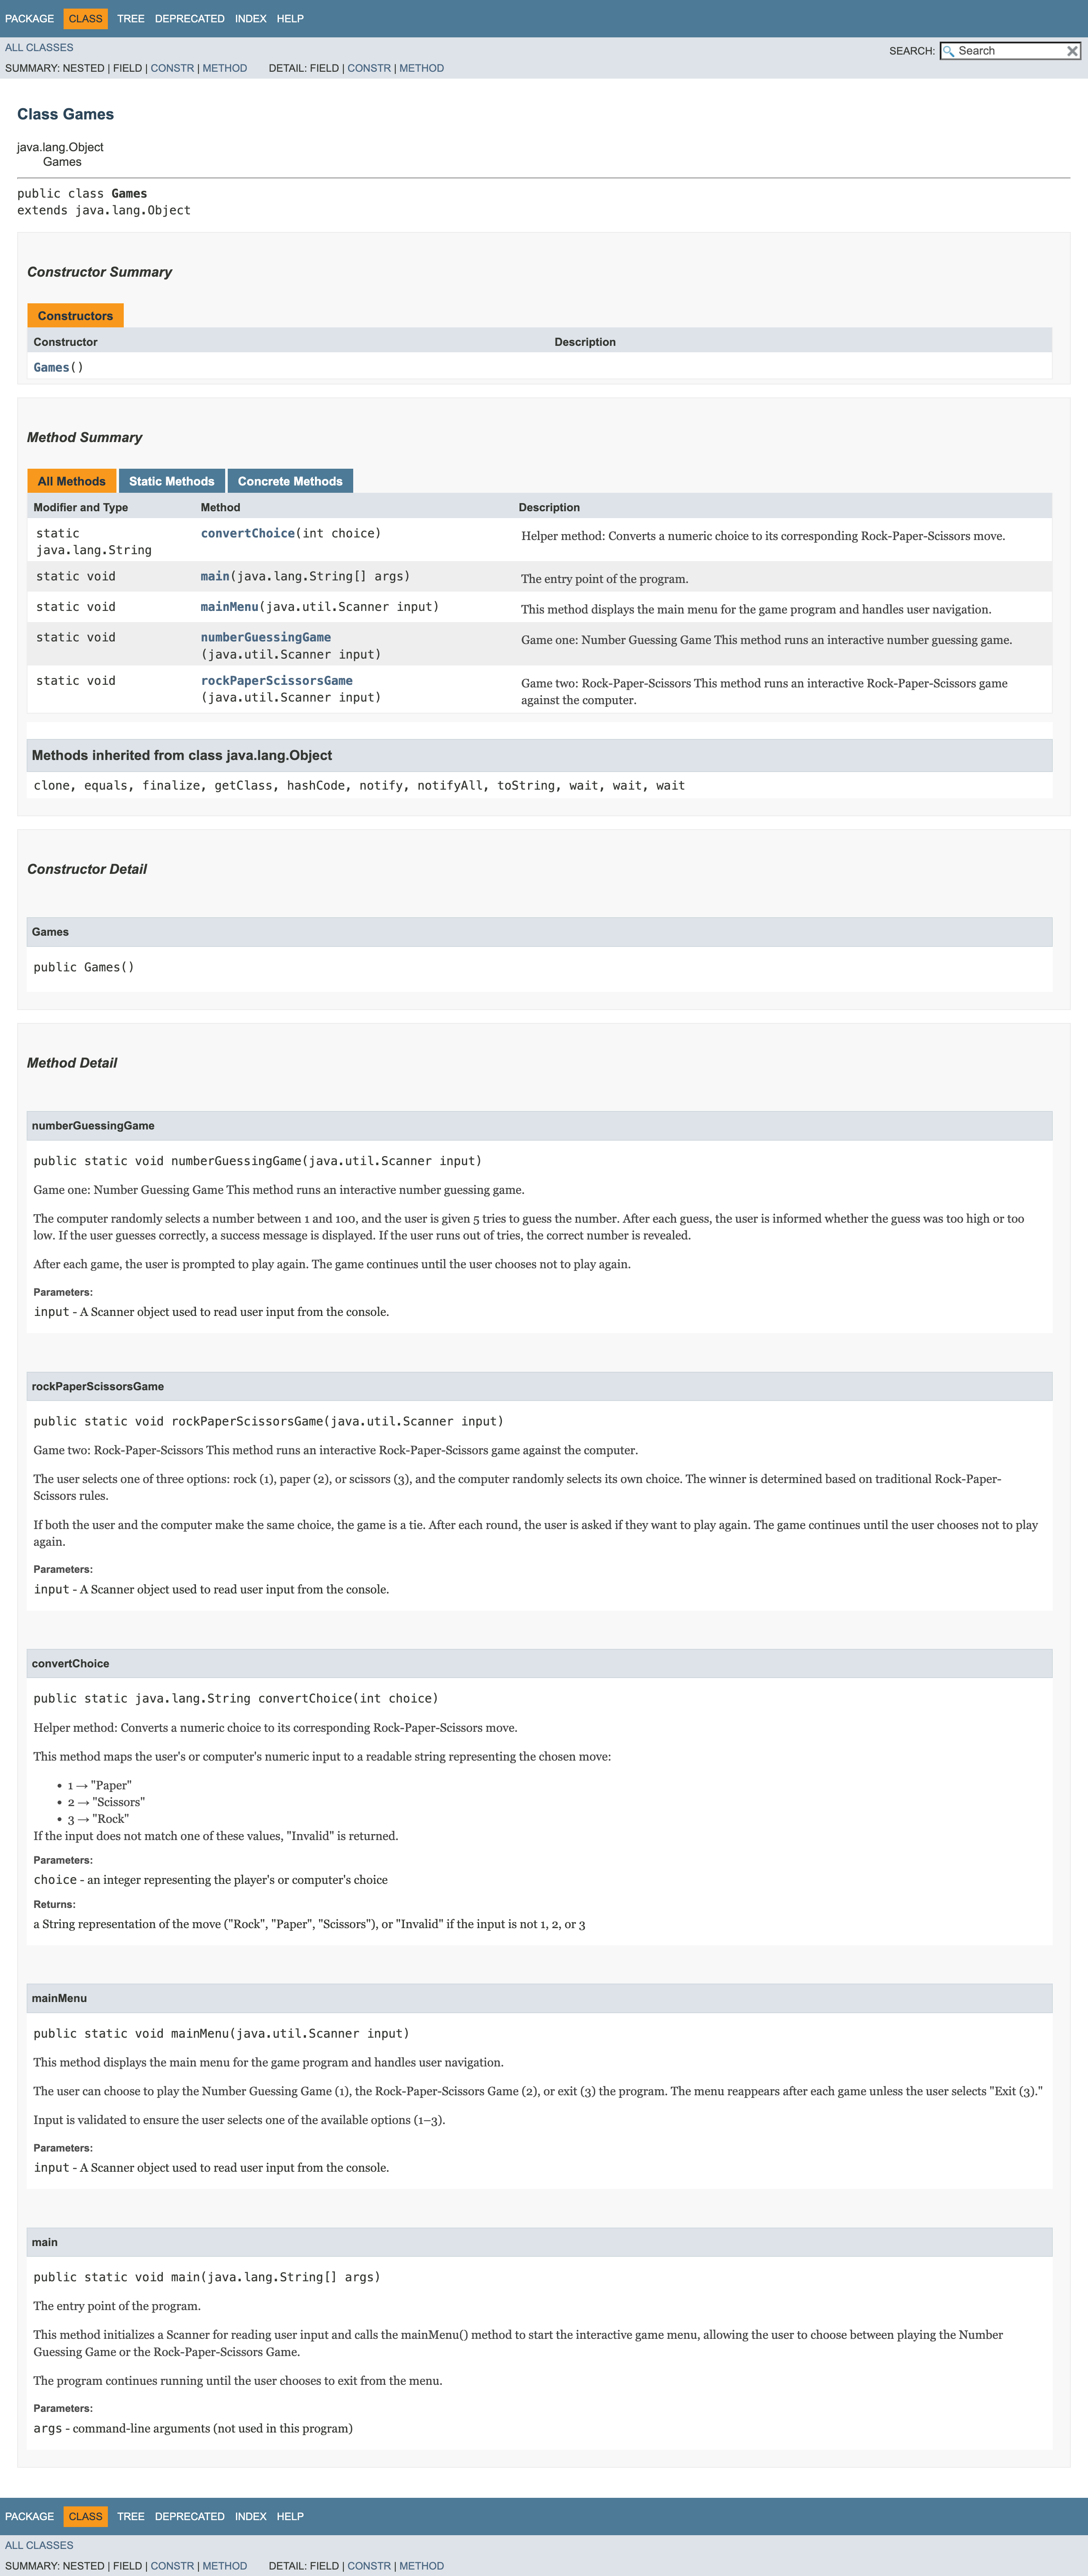 PACKAGE CLASS TREE DEPRECATED INDEX HELP
ALL CLASSES
SEARCH: Search
SUMMARY: NESTED | FIELD | CONSTR | METHOD DETAIL: FIELD | CONSTR | METHOD
Class Games
java.lang.Object
Games
public class Games
extends java.lang.Object
Constructor Summary
Constructors
Constructor Description
Games()
Method Summary
All Methods Static Methods Concrete Methods
Modifier and Type Method Description
static convertChoice(int choice) Helper method: Converts a numeric choice to its corresponding Rock-Paper-Scissors move.
java.lang.String
static void main(java.lang.String[] args) The entry point of the program.
static void mainMenu(java.util.Scanner input) This method displays the main menu for the game program and handles user navigation.
static void numberGuessingGame Game one: Number Guessing Game This method runs an interactive number guessing game.
(java.util.Scanner input)
static void rockPaperScissorsGame Game two: Rock-Paper-Scissors This method runs an interactive Rock-Paper-Scissors game
(java.util.Scanner input) against the computer.
Methods inherited from class java.lang.Object
clone, equals, finalize, getClass, hashCode, notify, notifyAll, toString, wait, wait, wait
Constructor Detail
Games
public Games()
Method Detail
numberGuessingGame
public static void numberGuessingGame(java.util.Scanner input)
Game one: Number Guessing Game This method runs an interactive number guessing game.
The computer randomly selects a number between 1 and 100, and the user is given 5 tries to guess the number. After each guess, the user is informed whether the guess was too high or too
low. If the user guesses correctly, a success message is displayed. If the user runs out of tries, the correct number is revealed.
After each game, the user is prompted to play again. The game continues until the user chooses not to play again.
Parameters:
input - A Scanner object used to read user input from the console.
rockPaperScissorsGame
public static void rockPaperScissorsGame(java.util.Scanner input)
Game two: Rock-Paper-Scissors This method runs an interactive Rock-Paper-Scissors game against the computer.
The user selects one of three options: rock (1), paper (2), or scissors (3), and the computer randomly selects its own choice. The winner is determined based on traditional Rock-Paper-
Scissors rules.
If both the user and the computer make the same choice, the game is a tie. After each round, the user is asked if they want to play again. The game continues until the user chooses not to play
again.
Parameters:
input - A Scanner object used to read user input from the console.
convertChoice
public static java.lang.String convertChoice(int choice)
Helper method: Converts a numeric choice to its corresponding Rock-Paper-Scissors move.
This method maps the user's or computer's numeric input to a readable string representing the chosen move:
• 1 → "Paper"
• 2 → "Scissors"
• 3 → "Rock"
If the input does not match one of these values, "Invalid" is returned.
Parameters:
choice - an integer representing the player's or computer's choice
Returns:
a String representation of the move ("Rock", "Paper", "Scissors"), or "Invalid" if the input is not 1, 2, or 3
mainMenu
public static void mainMenu(java.util.Scanner input)
This method displays the main menu for the game program and handles user navigation.
The user can choose to play the Number Guessing Game (1), the Rock-Paper-Scissors Game (2), or exit (3) the program. The menu reappears after each game unless the user selects "Exit (3)."
Input is validated to ensure the user selects one of the available options (1–3).
Parameters:
input - A Scanner object used to read user input from the console.
main
public static void main(java.lang.String[] args)
The entry point of the program.
This method initializes a Scanner for reading user input and calls the mainMenu() method to start the interactive game menu, allowing the user to choose between playing the Number
Guessing Game or the Rock-Paper-Scissors Game.
The program continues running until the user chooses to exit from the menu.
Parameters:
args - command-line arguments (not used in this program)
PACKAGE CLASS TREE DEPRECATED INDEX HELP
ALL CLASSES
SUMMARY: NESTED | FIELD | CONSTR | METHOD DETAIL: FIELD | CONSTR | METHOD